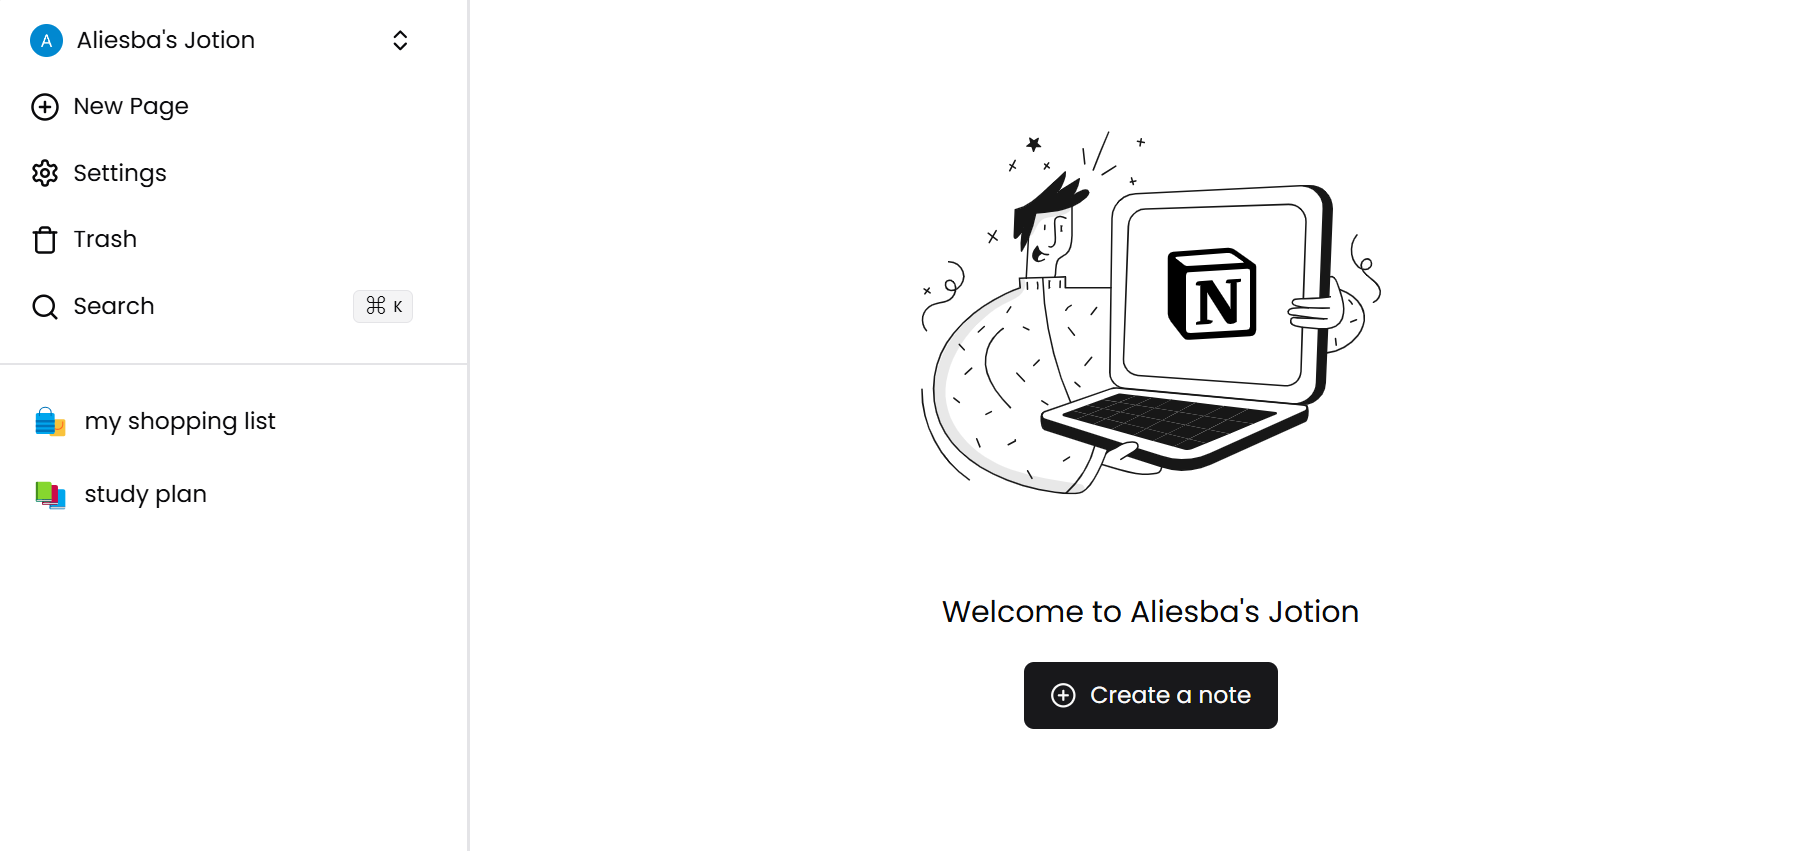 A Aliesba's Jotion
New Page
Settings
Trash
Search ⌘ K
my shopping list
study plan
N
Welcome to Aliesba's Jotion
Create a note